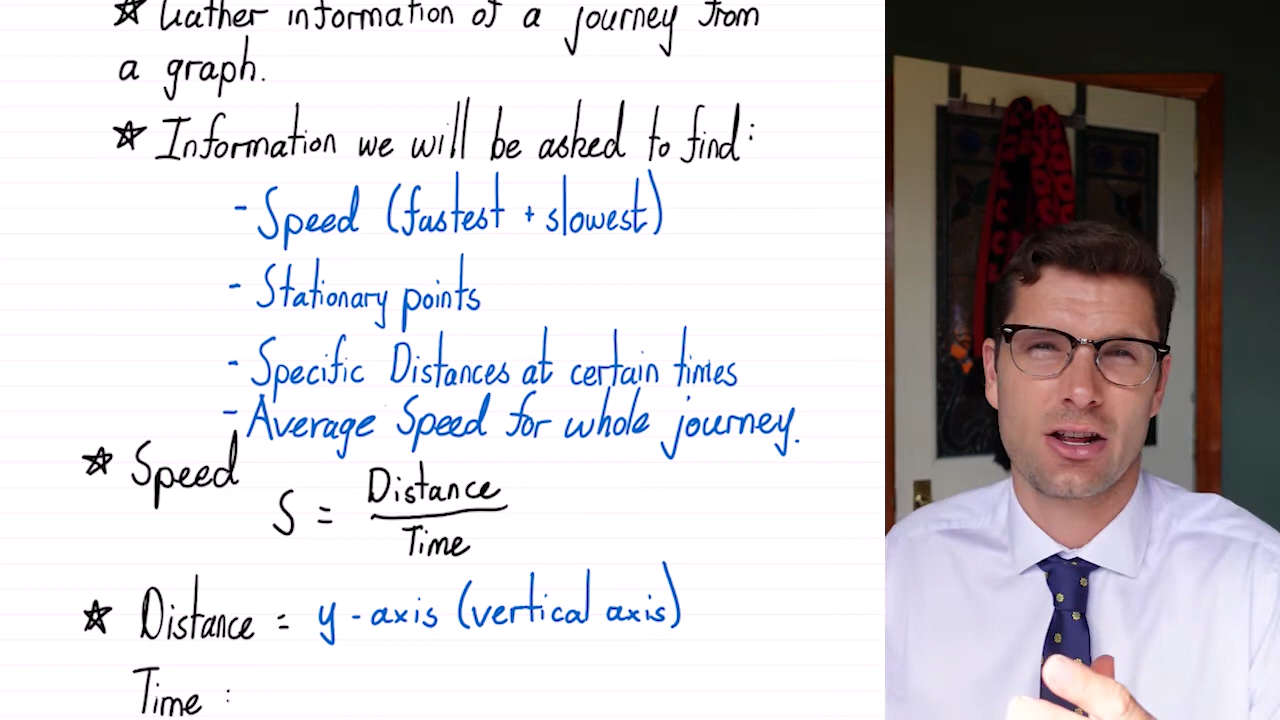 ☆ Gather information of a journey from
a graph.
☆ Information we will be asked to find:
- Speed (fastest + slowest)
- Stationary points
- Specific Distances at certain times
- Average Speed for whole journey.
☆ Speed
S = Distance
Time
☆ Distance = y-axis (vertical axis)
Time :